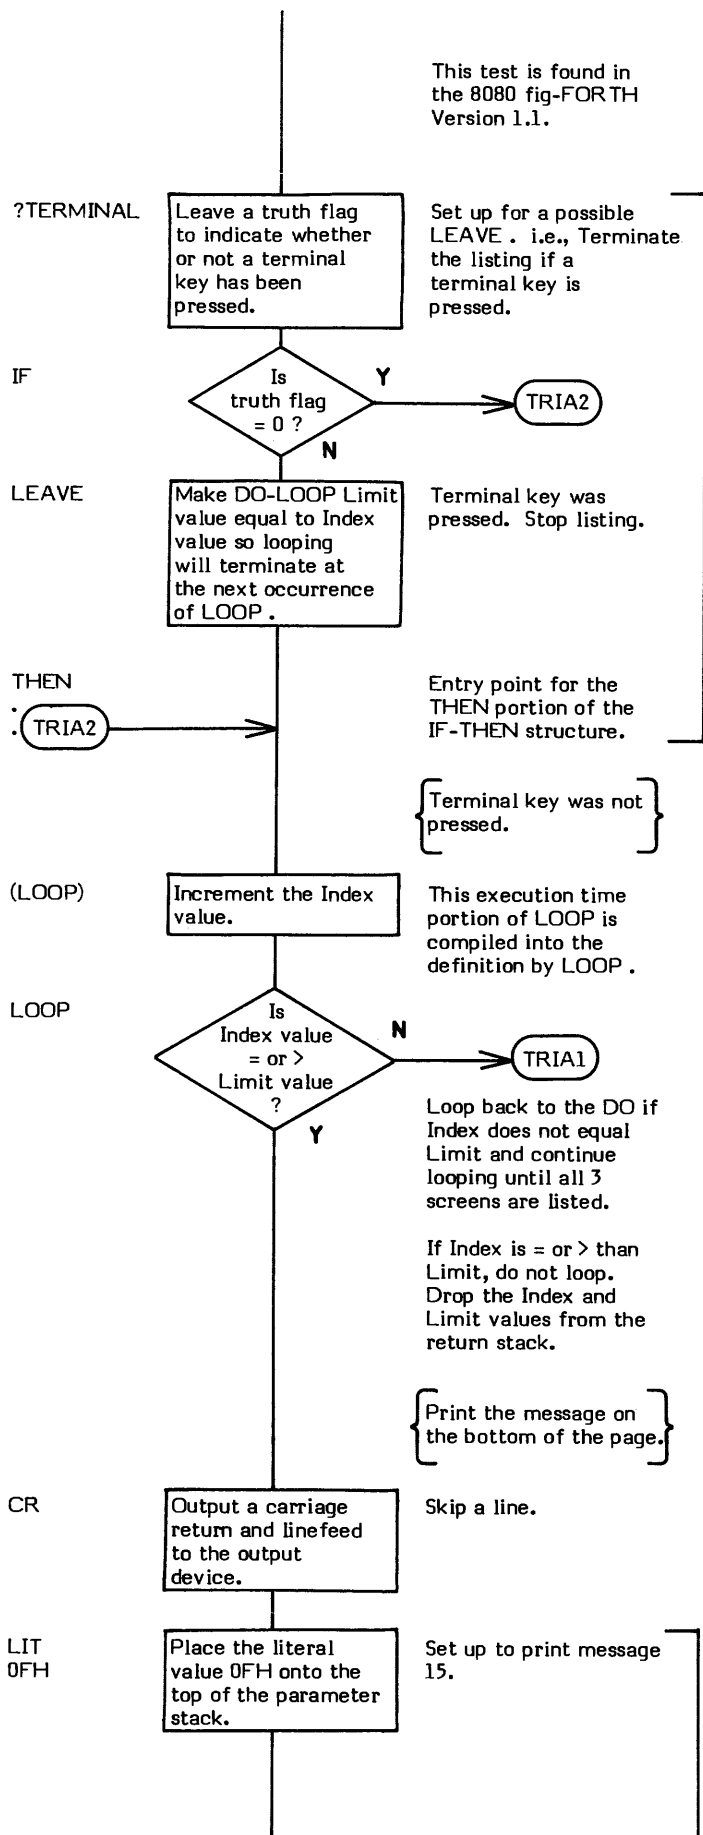 This test is found in
the 8080 fig-FORTH
Version 1.1.
?TERMINAL
Leave a truth flag
to indicate whether
or not a terminal
key has been
pressed.
Set up for a possible
LEAVE . i.e., Terminate
the listing if a
terminal key is
pressed.
IF
Is
truth flag
= 0 ?
Y
TRIA2
N
LEAVE
Make DO-LOOP Limit
value equal to Index
value so looping
will terminate at
the next occurrence
of LOOP .
Terminal key was
pressed. Stop listing.
THEN
: TRIA2
Entry point for the
THEN portion of the
IF-THEN structure.
{Terminal key was not
pressed.}
(LOOP)
Increment the Index
value.
This execution time
portion of LOOP is
compiled into the
definition by LOOP .
LOOP
Is
Index value
= or >
Limit value
?
N
TRIA1
Y
Loop back to the DO if
Index does not equal
Limit and continue
looping until all 3
screens are listed.
If Index is = or > than
Limit, do not loop.
Drop the Index and
Limit values from the
return stack.
{Print the message on
the bottom of the page.}
CR
Output a carriage
return and linefeed
to the output
device.
Skip a line.
LIT
0FH
Place the literal
value 0FH onto the
top of the parameter
stack.
Set up to print message
15.